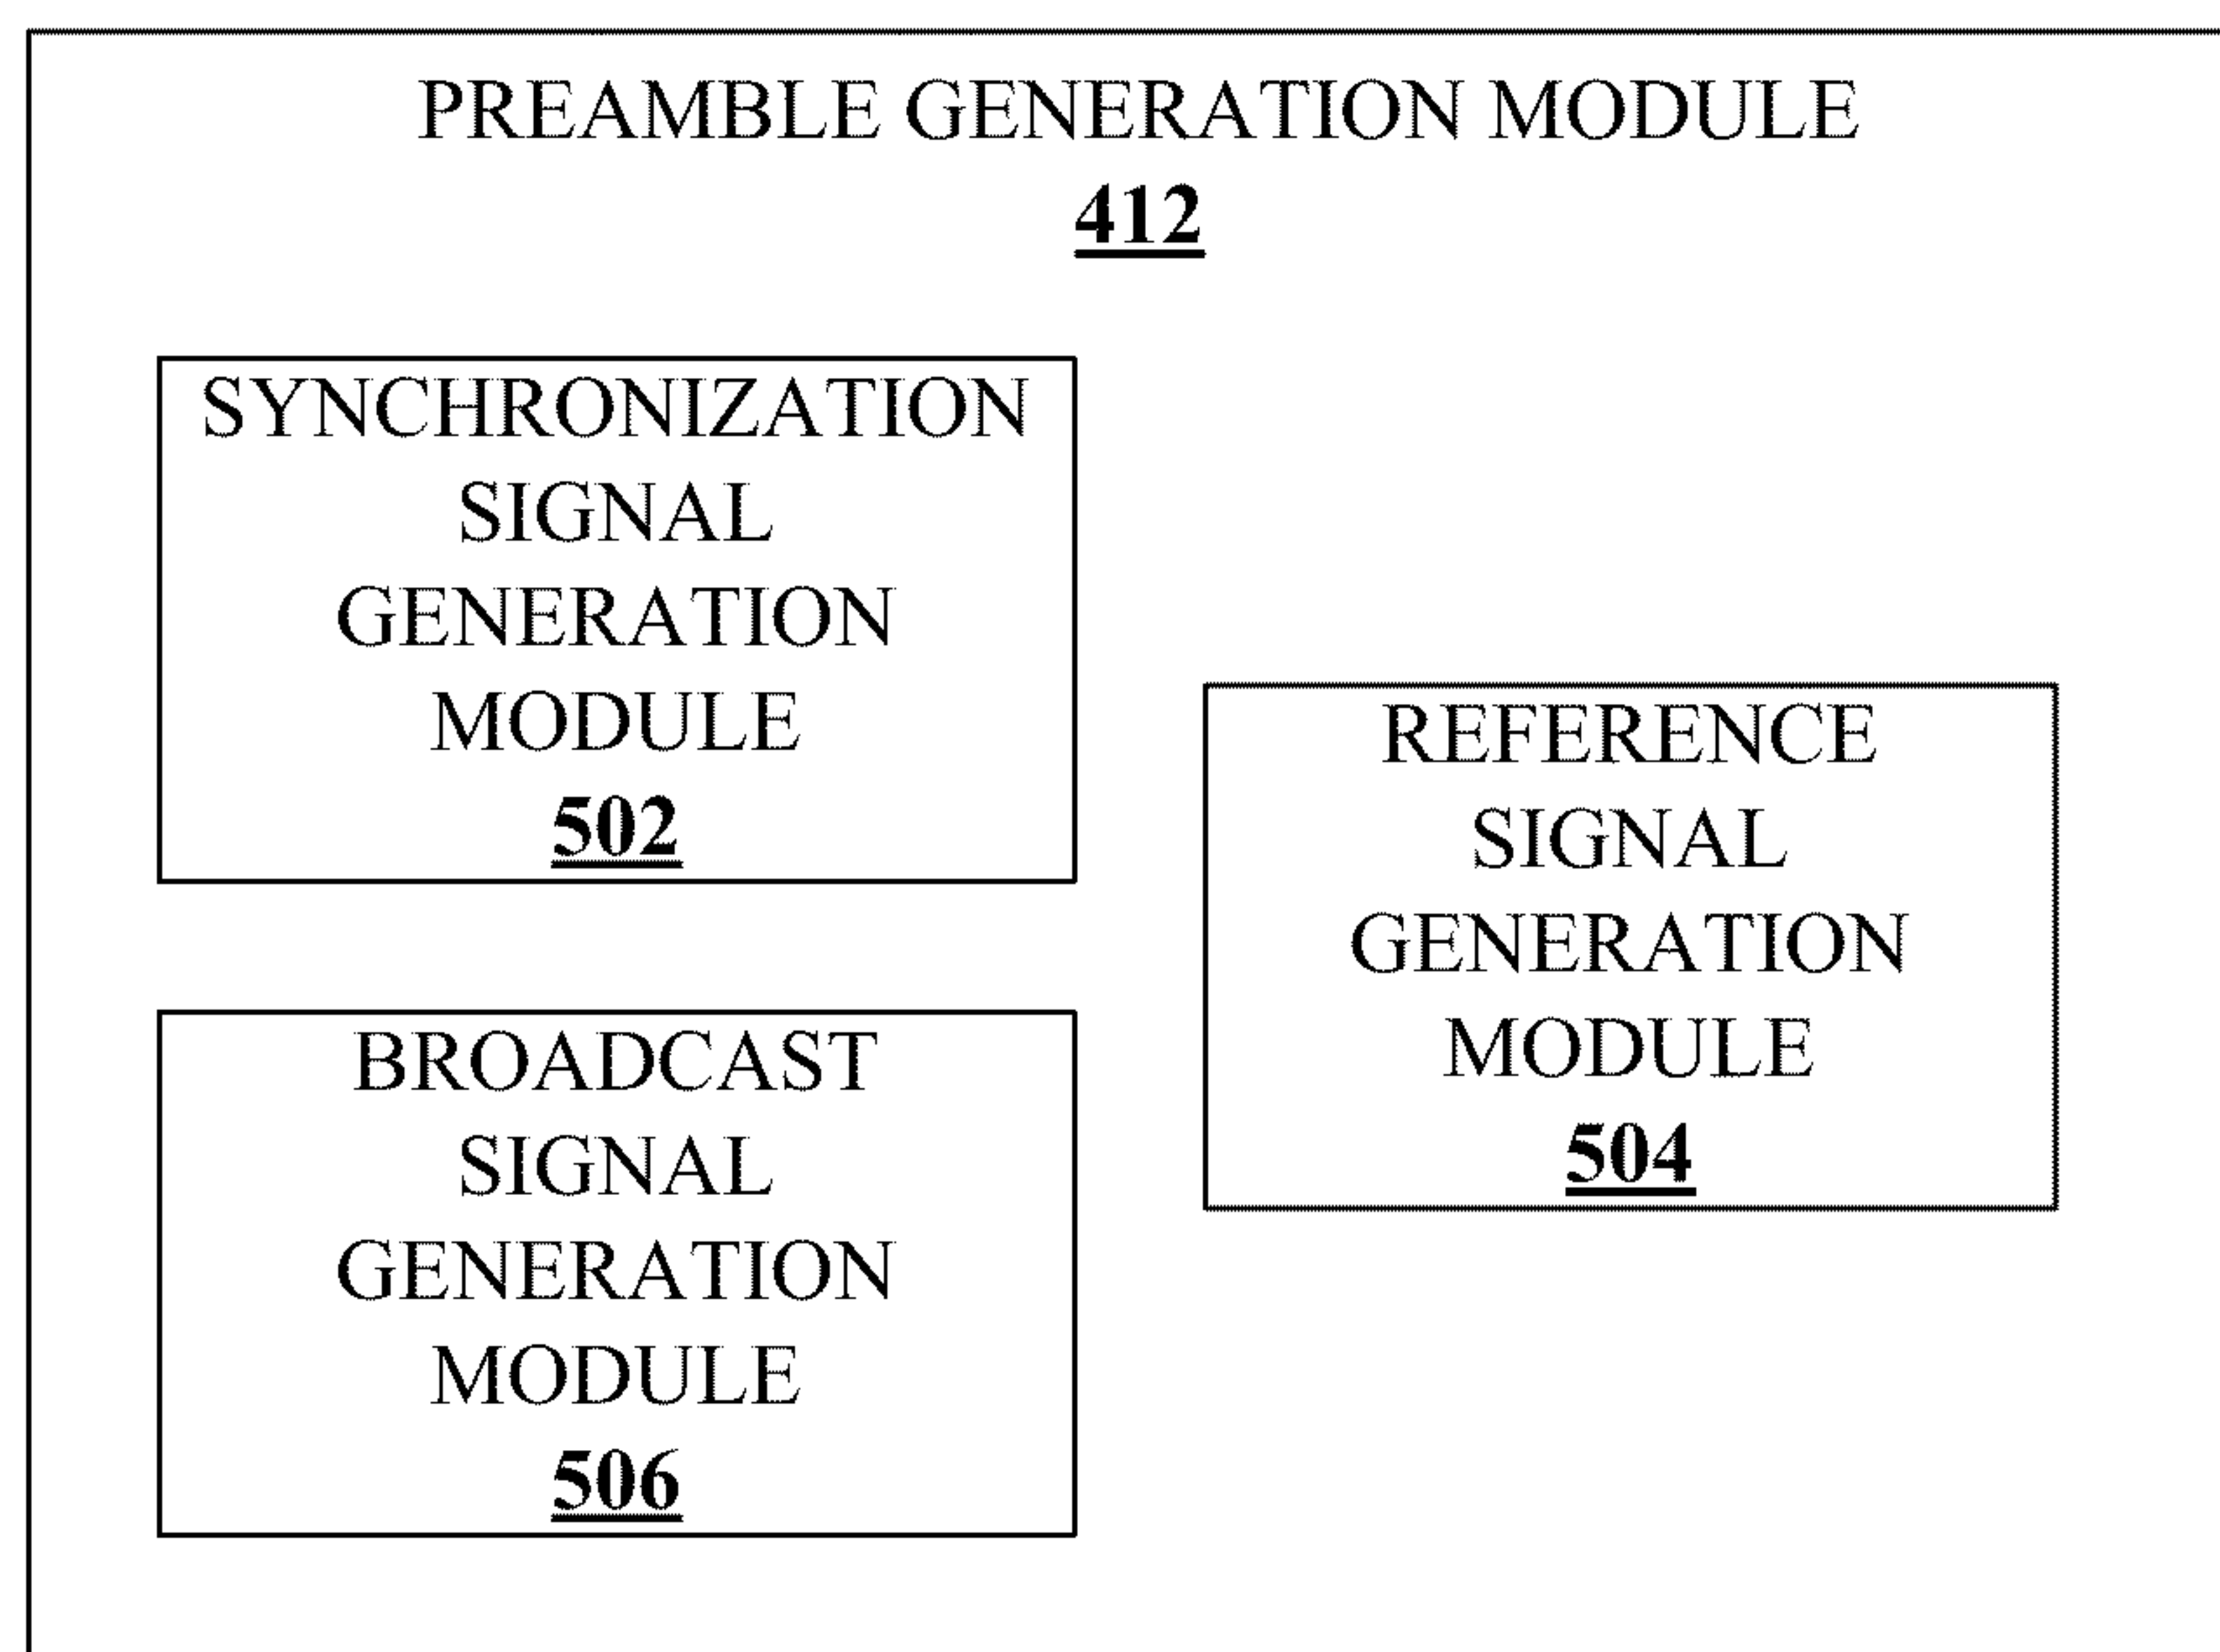 PREAMBLE GENERATION MODULE
412
SYNCHRONIZATION
SIGNAL
GENERATION
MODULE
502
REFERENCE
SIGNAL
GENERATION
MODULE
504
BROADCAST
SIGNAL
GENERATION
MODULE
506